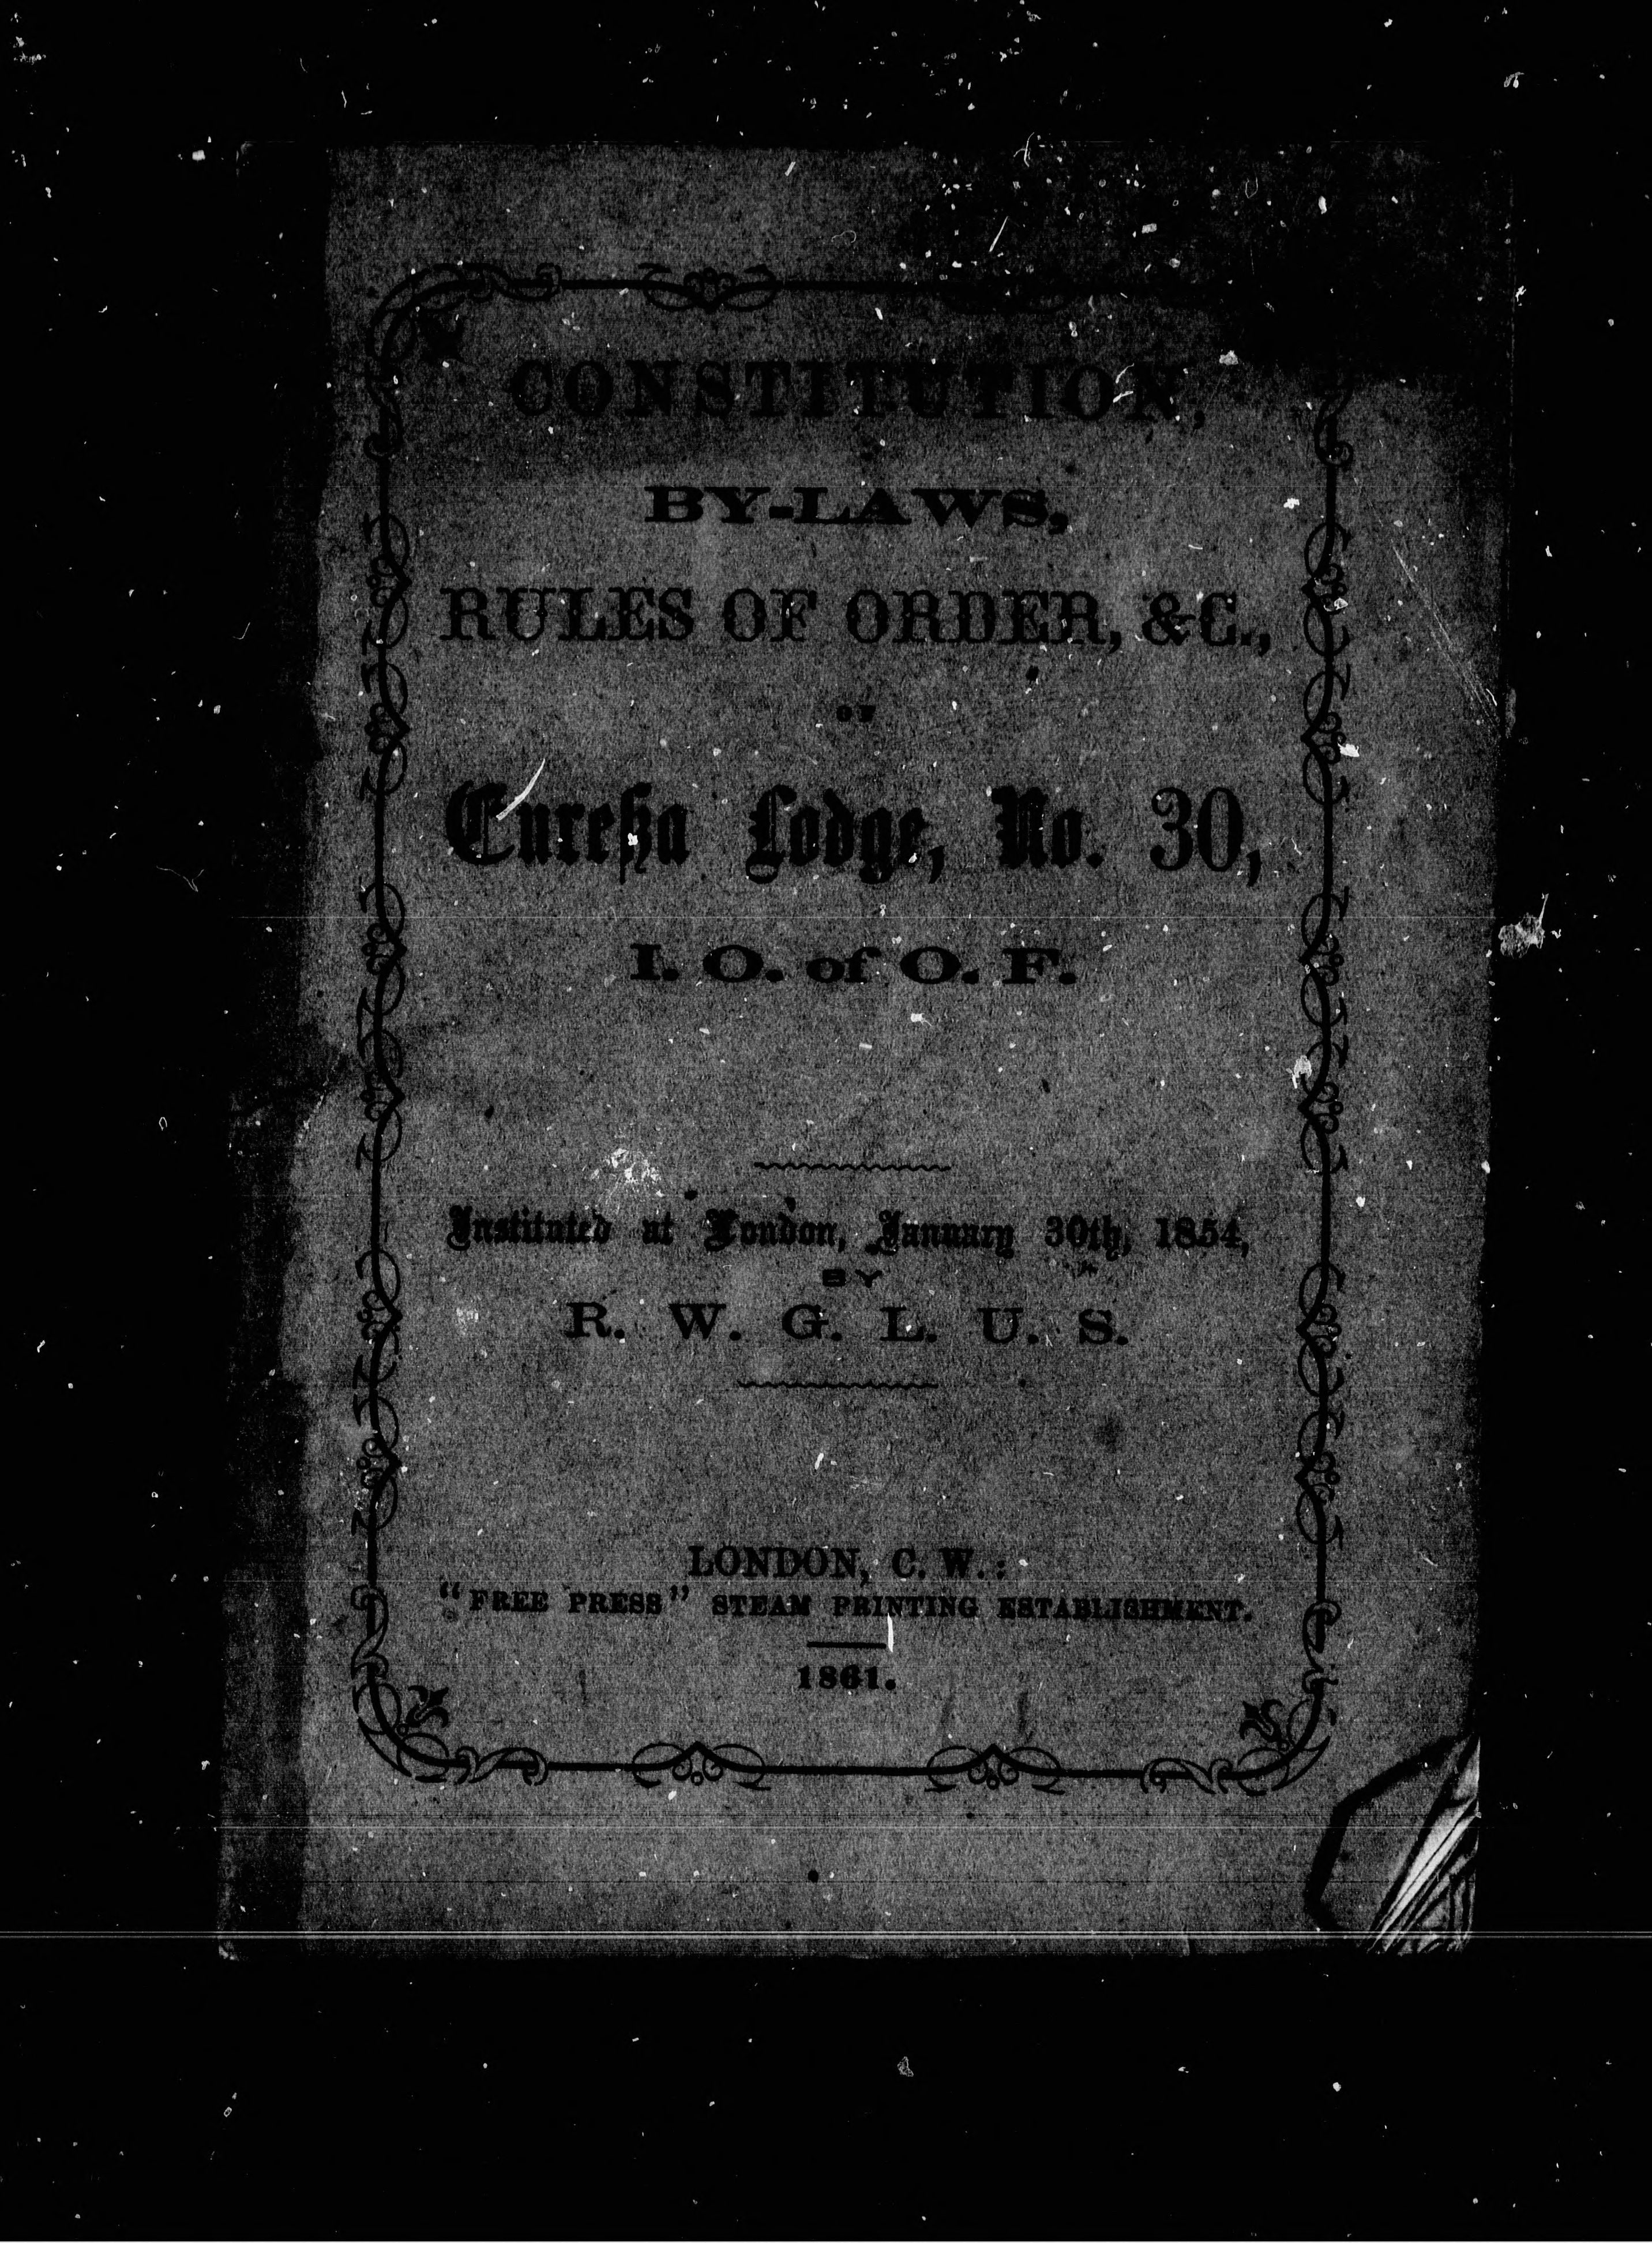 CONSTITUTION,
BY-LAWS,
RULES OF ORDER, &C.,
OF
Eureka Lodge, No. 30,
I. O. of O. F.
Instituted at London, January 30th, 1854,
BY
R. W. G. L. U. S.
LONDON, C. W.:
"FREE PRESS" STEAM PRINTING ESTABLISHMENT.
1861.